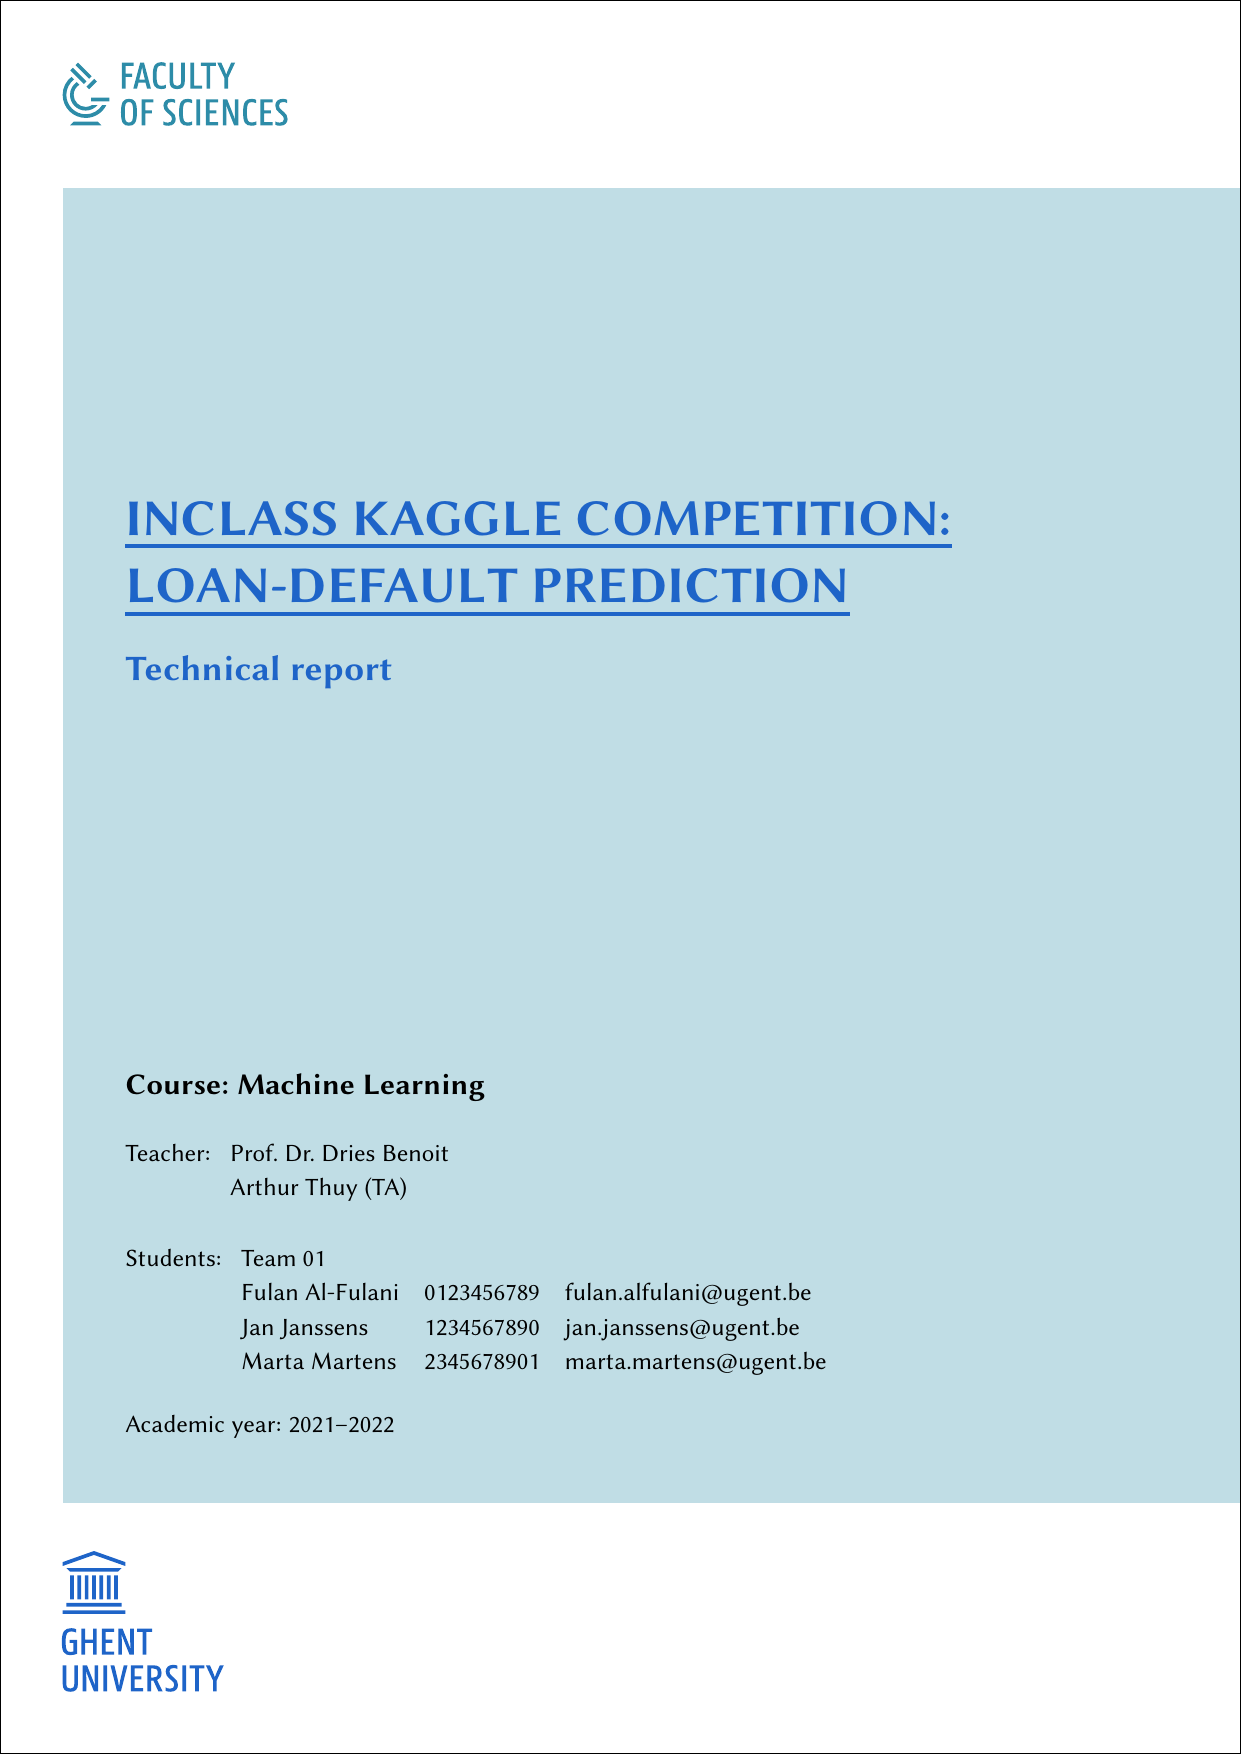 FACULTY
OF SCIENCES
INCLASS KAGGLE COMPETITION:
LOAN-DEFAULT PREDICTION
Technical report
Course: Machine Learning
Teacher: Prof. Dr. Dries Benoit
Arthur Thuy (TA)
Students: Team 01
Fulan Al-Fulani 0123456789 fulan.alfulani@ugent.be
Jan Janssens 1234567890 jan.janssens@ugent.be
Marta Martens 2345678901 marta.martens@ugent.be
Academic year: 2021–2022
GHENT
UNIVERSITY